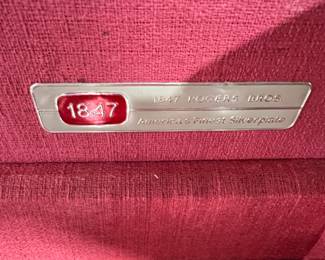 1847
1847 ROGERS BROS
America's Finest Silverplate